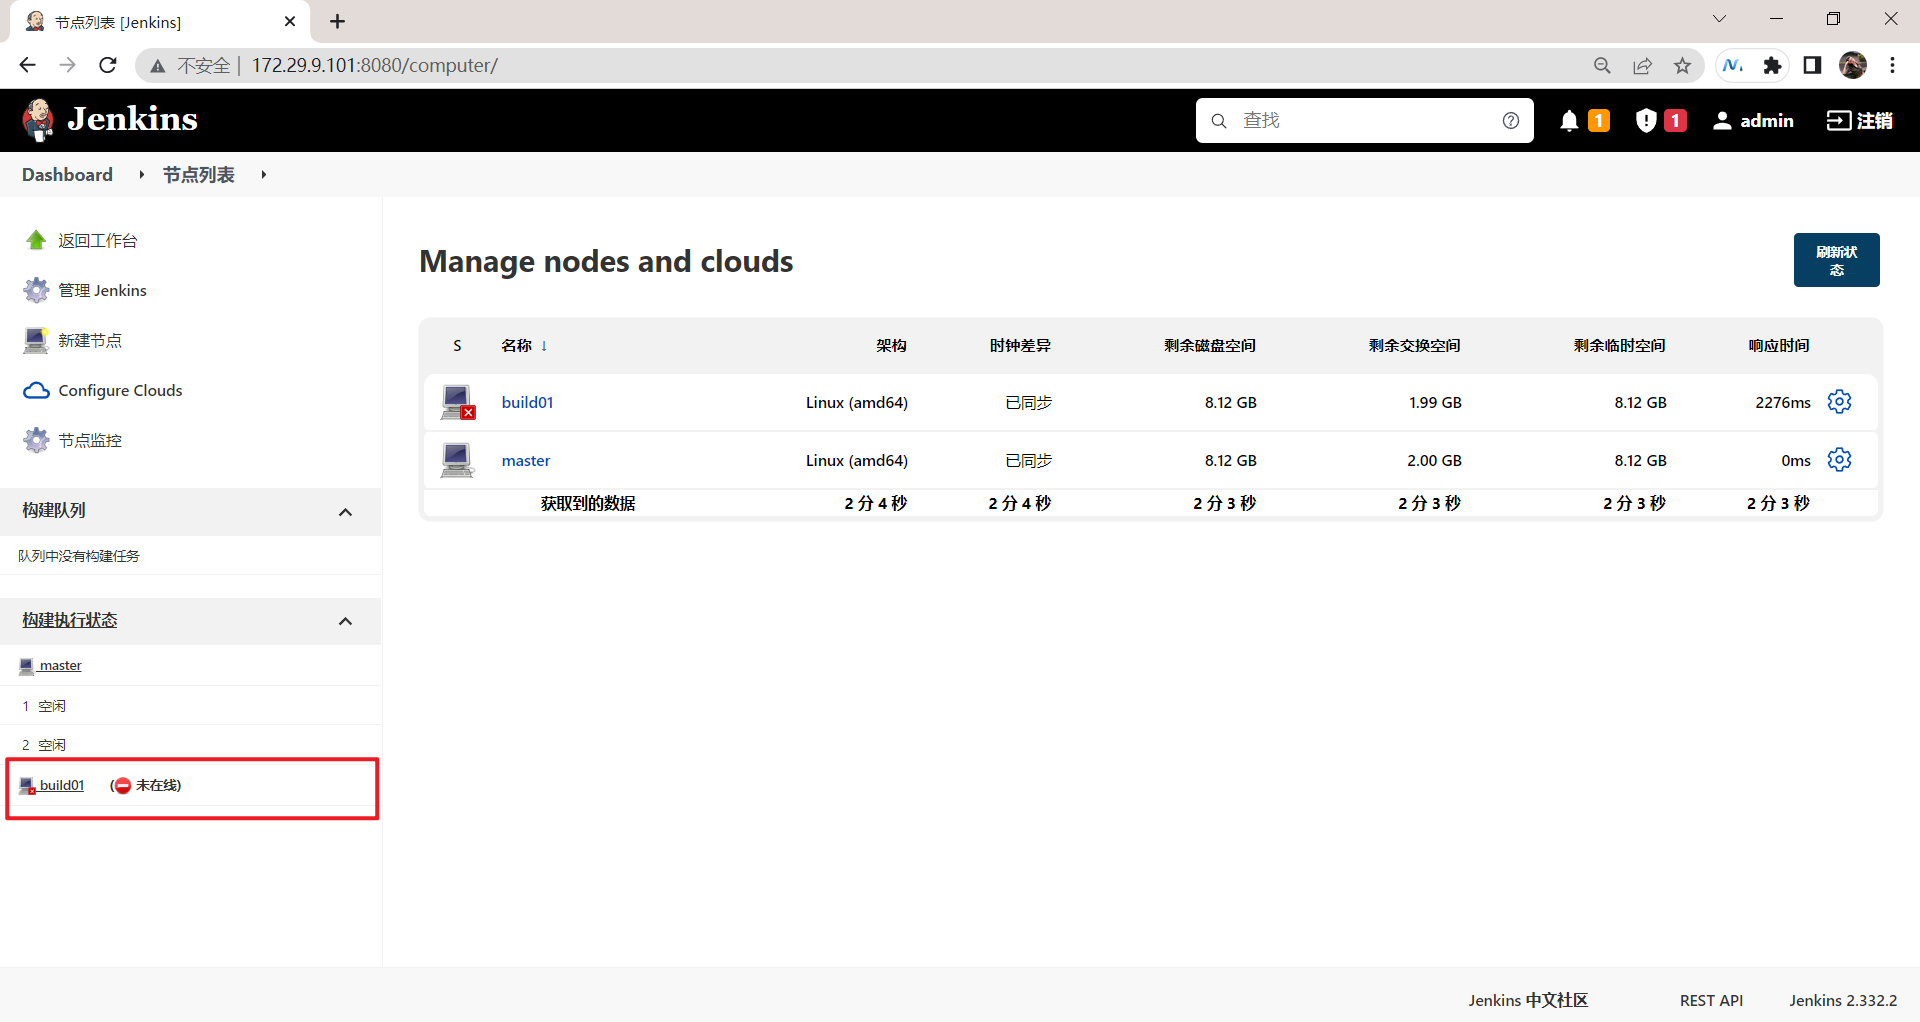 节点列表 [Jenkins]
不安全 | 172.29.9.101:8080/computer/
Jenkins
查找
1
1
admin
注销
Dashboard
节点列表
返回工作台
管理 Jenkins
新建节点
Configure Clouds
节点监控
构建队列
队列中没有构建任务
构建执行状态
master
1 空闲
2 空闲
build01 (未在线)
Manage nodes and clouds
刷新状
态
S 名称 ↓ 架构 时钟差异 剩余磁盘空间 剩余交换空间 剩余临时空间 响应时间
build01 Linux (amd64) 已同步 8.12 GB 1.99 GB 8.12 GB 2276ms
master Linux (amd64) 已同步 8.12 GB 2.00 GB 8.12 GB 0ms
获取到的数据 2 分 4 秒 2 分 4 秒 2 分 3 秒 2 分 3 秒 2 分 3 秒 2 分 3 秒
Jenkins 中文社区 REST API Jenkins 2.332.2